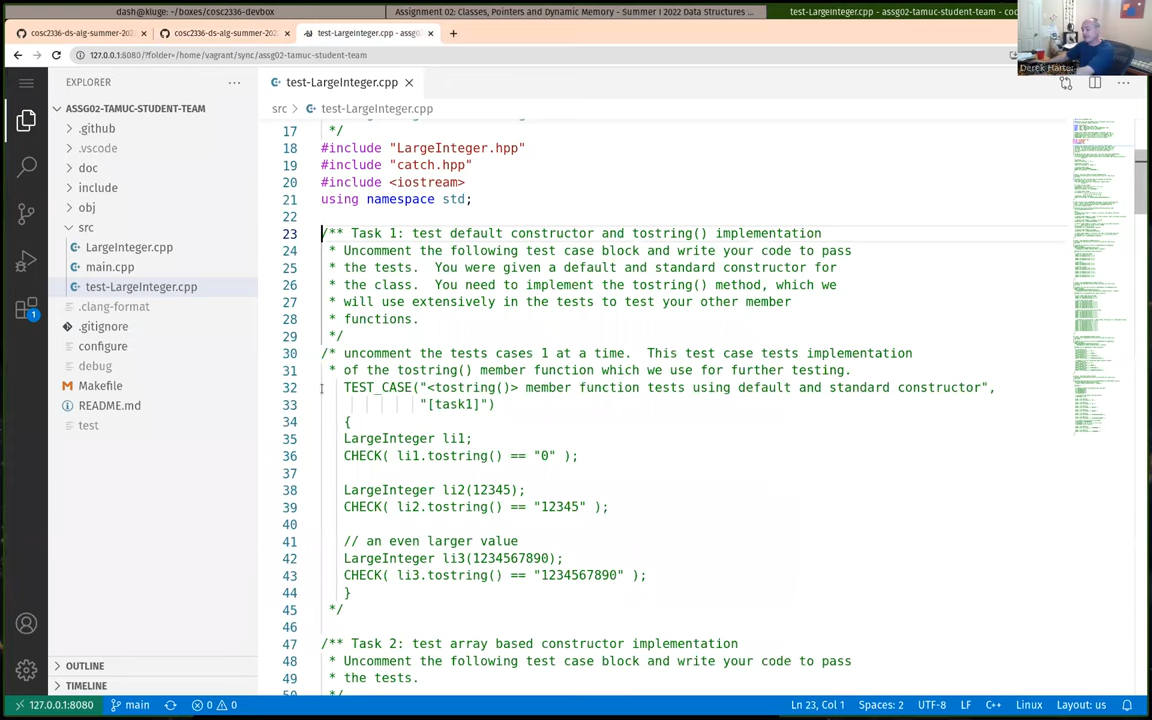 dash@kluge: ~/boxes/cosc2336-devbox
Assignment 02: Classes, Pointers and Dynamic Memory - Summer I 2022 Data Structures ...
test-LargeInteger.cpp - assg02-tamuc-student-team - cod
cosc2336-ds-alg-summer-202
cosc2336-ds-alg-summer-202
test-LargeInteger.cpp - assg0
127.0.0.1:8080/?folder=/home/vagrant/sync/assg02-tamuc-student-team
Derek Harter
EXPLORER
test-LargeInteger.cpp
ASSG02-TAMUC-STUDENT-TEAM
src > test-LargeInteger.cpp
.github
.vscode
doc
include
obj
src
LargeInteger.cpp
main.cpp
test-LargeInteger.cpp
.clang-format
.gitignore
configure
debug
Makefile
README.md
test
1
OUTLINE
TIMELINE
17 */
18 #include "LargeInteger.hpp"
19 #include "catch.hpp"
20 #include <iostream>
21 using namespace std;
22
23 /** Task 1: test default constructor and tostring() implementation
24 * Uncomment the following test case block and write your code to pass
25 * the tests. You were given a default and standard constructor for
26 * the class. You need to implement the tostring() method, which we
27 * will use extensively in the tests to test your other member
28 * functions.
29 */
30 /* uncomment the tests cases 1 at a time. This test case tests implementation
31 * of the tostring() member function which we use for further testing.
32 TEST_CASE("<tostring()> member function tests using default and standard constructor",
33 "[task1]")
34 {
35 LargeInteger li1;
36 CHECK( li1.tostring() == "0" );
37
38 LargeInteger li2(12345);
39 CHECK( li2.tostring() == "12345" );
40
41 // an even larger value
42 LargeInteger li3(1234567890);
43 CHECK( li3.tostring() == "1234567890" );
44 }
45 */
46
47 /** Task 2: test array based constructor implementation
48 * Uncomment the following test case block and write your code to pass
49 * the tests.
50 */
127.0.0.1:8080 main 0 0 Ln 23, Col 1 Spaces: 2 UTF-8 LF C++ Linux Layout: us